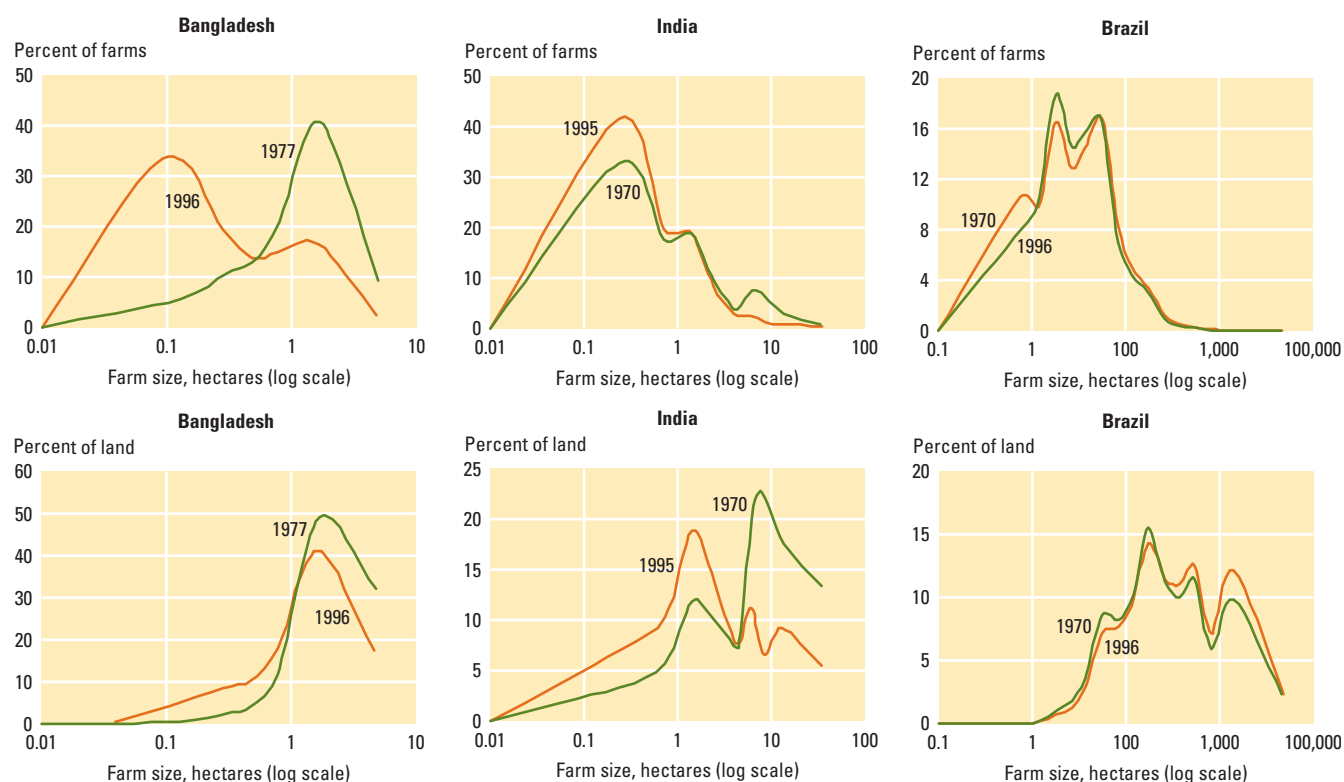 Bangladesh
Percent of farms
50
40
30
20
10
0
1977
1996
0.01 0.1 1 10
Farm size, hectares (log scale)
India
Percent of farms
50
40
30
20
10
0
1995
1970
0.01 0.1 1 10 100
Farm size, hectares (log scale)
Brazil
Percent of farms
20
16
12
8
4
0
1970
1996
0.1 1 100 1,000 100,000
Farm size, hectares (log scale)
Bangladesh
Percent of land
60
50
40
30
20
10
0
1977
1996
0.01 0.1 1 10
Farm size, hectares (log scale)
India
Percent of land
25
20
15
10
5
0
1970
1995
0.01 0.1 1 10 100
Farm size, hectares (log scale)
Brazil
Percent of land
20
15
10
5
0
1970
1996
0.1 1 100 1,000 100,000
Farm size, hectares (log scale)